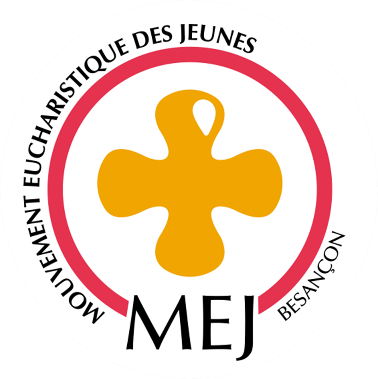 MOUVEMENT EUCHARISTIQUE DES JEUNES
MEJ
BESANÇON